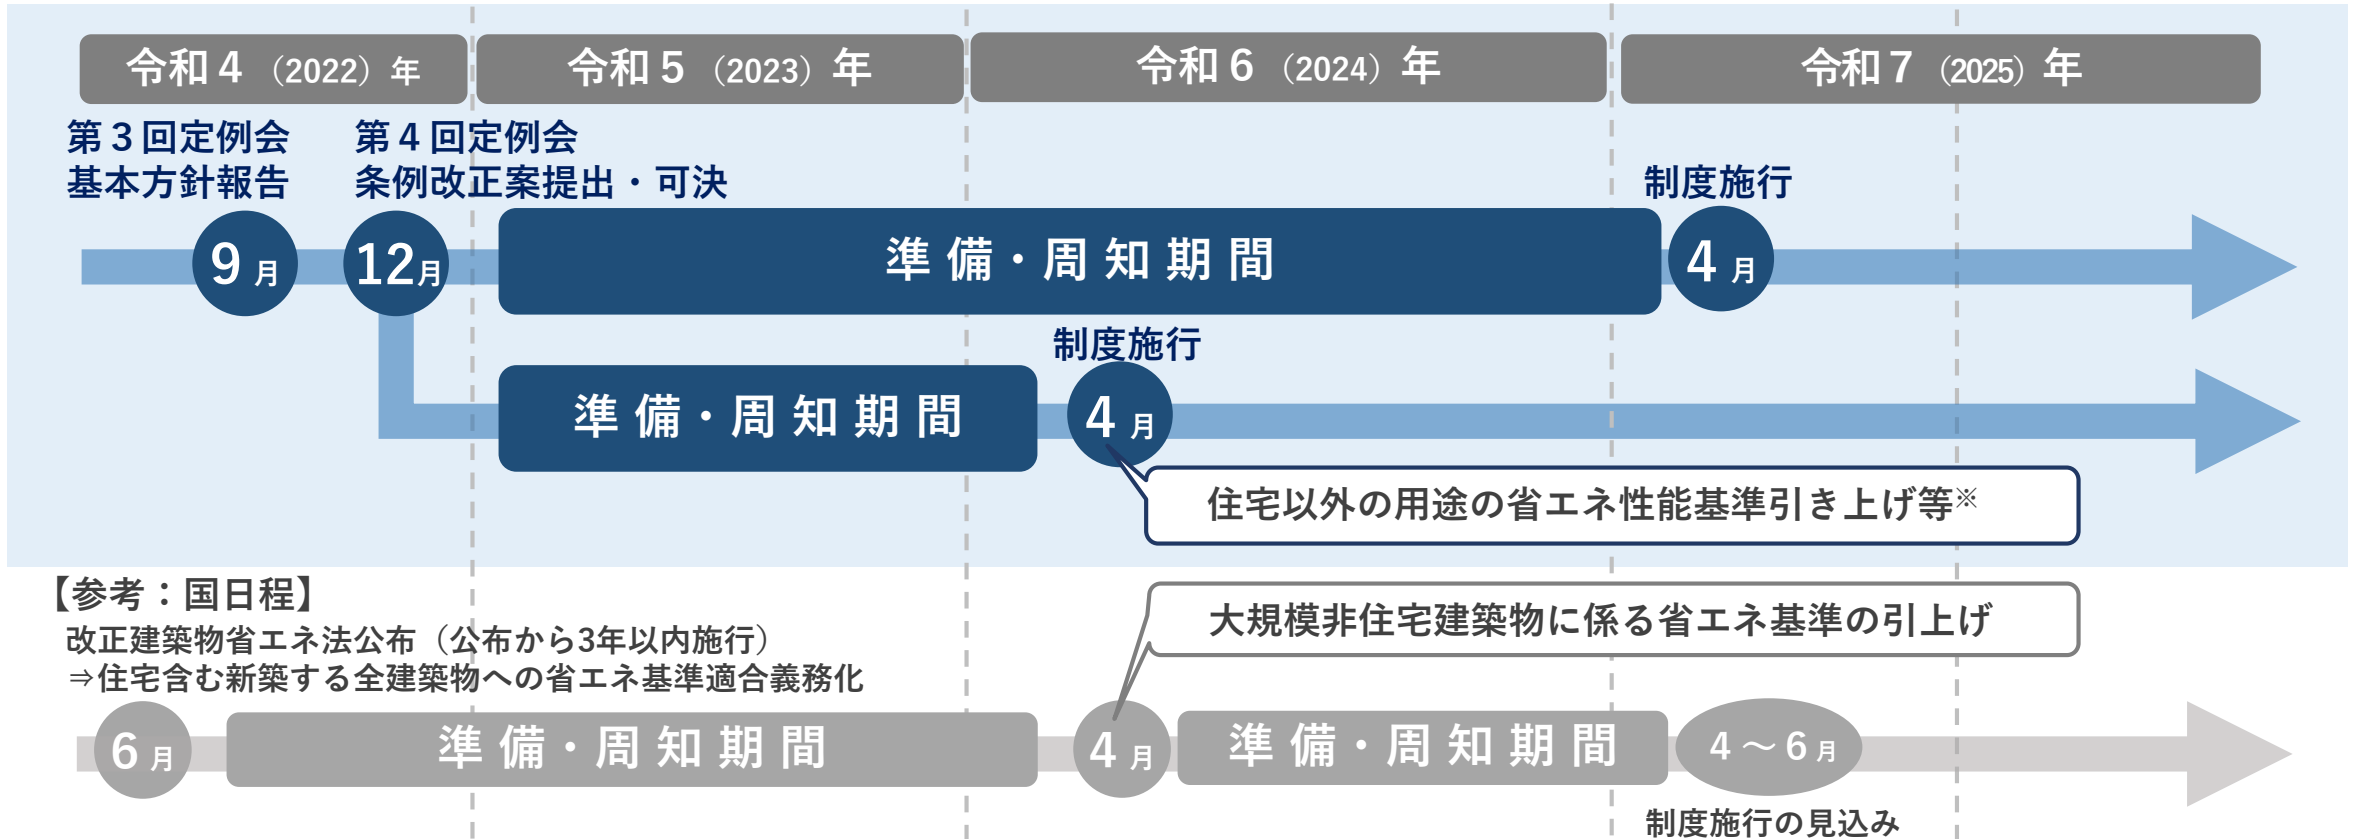 令和４（2022）年
令和５（2023）年
令和６（2024）年
令和７（2025）年
第３回定例会
基本方針報告
第４回定例会
条例改正案提出・可決
制度施行
9月
12月
準備・周知期間
4月
制度施行
準備・周知期間
4月
住宅以外の用途の省エネ性能基準引き上げ等※
【参考：国日程】
改正建築物省エネ法公布（公布から3年以内施行）
⇒住宅含む新築する全建築物への省エネ基準適合義務化
大規模非住宅建築物に係る省エネ基準の引上げ
6月
準備・周知期間
4月
準備・周知期間
4～6月
制度施行の見込み